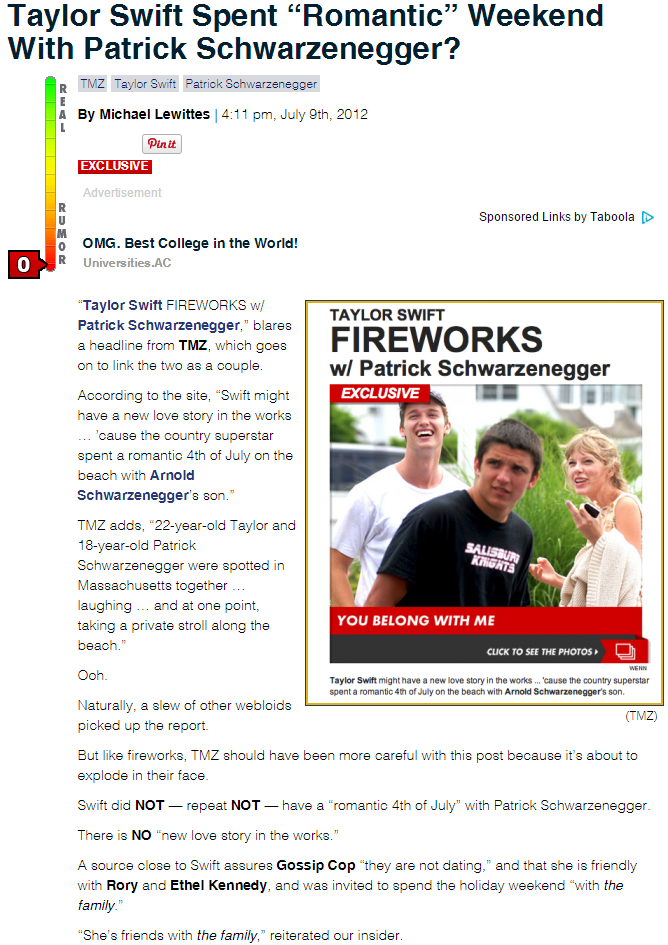 Taylor Swift Spent “Romantic” Weekend
With Patrick Schwarzenegger?
TMZ Taylor Swift Patrick Schwarzenegger
REAL
By Michael Lewittes | 4:11 pm, July 9th, 2012
Pin it
EXCLUSIVE
Advertisement
RUMOR
Sponsored Links by Taboola
OMG. Best College in the World!
Universities.AC
0
“Taylor Swift FIREWORKS w/
Patrick Schwarzenegger,” blares
a headline from TMZ, which goes
on to link the two as a couple.
According to the site, “Swift might
have a new love story in the works
… ’cause the country superstar
spent a romantic 4th of July on the
beach with Arnold
Schwarzenegger’s son.”
TMZ adds, “22-year-old Taylor and
18-year-old Patrick
Schwarzenegger were spotted in
Massachusetts together …
laughing … and at one point,
taking a private stroll along the
beach.”
Ooh.
Naturally, a slew of other webloids
picked up the report.
TAYLOR SWIFT
FIREWORKS
w/ Patrick Schwarzenegger
EXCLUSIVE
SALISBURY
KNIGHTS
YOU BELONG WITH ME
CLICK TO SEE THE PHOTOS
WENN
Taylor Swift might have a new love story in the works ... 'cause the country superstar
spent a romantic 4th of July on the beach with Arnold Schwarzenegger's son.
(TMZ)
But like fireworks, TMZ should have been more careful with this post because it’s about to
explode in their face.
Swift did NOT — repeat NOT — have a “romantic 4th of July” with Patrick Schwarzenegger.
There is NO “new love story in the works.”
A source close to Swift assures Gossip Cop “they are not dating,” and that she is friendly
with Rory and Ethel Kennedy, and was invited to spend the holiday weekend “with the
family.”
“She’s friends with the family,” reiterated our insider.